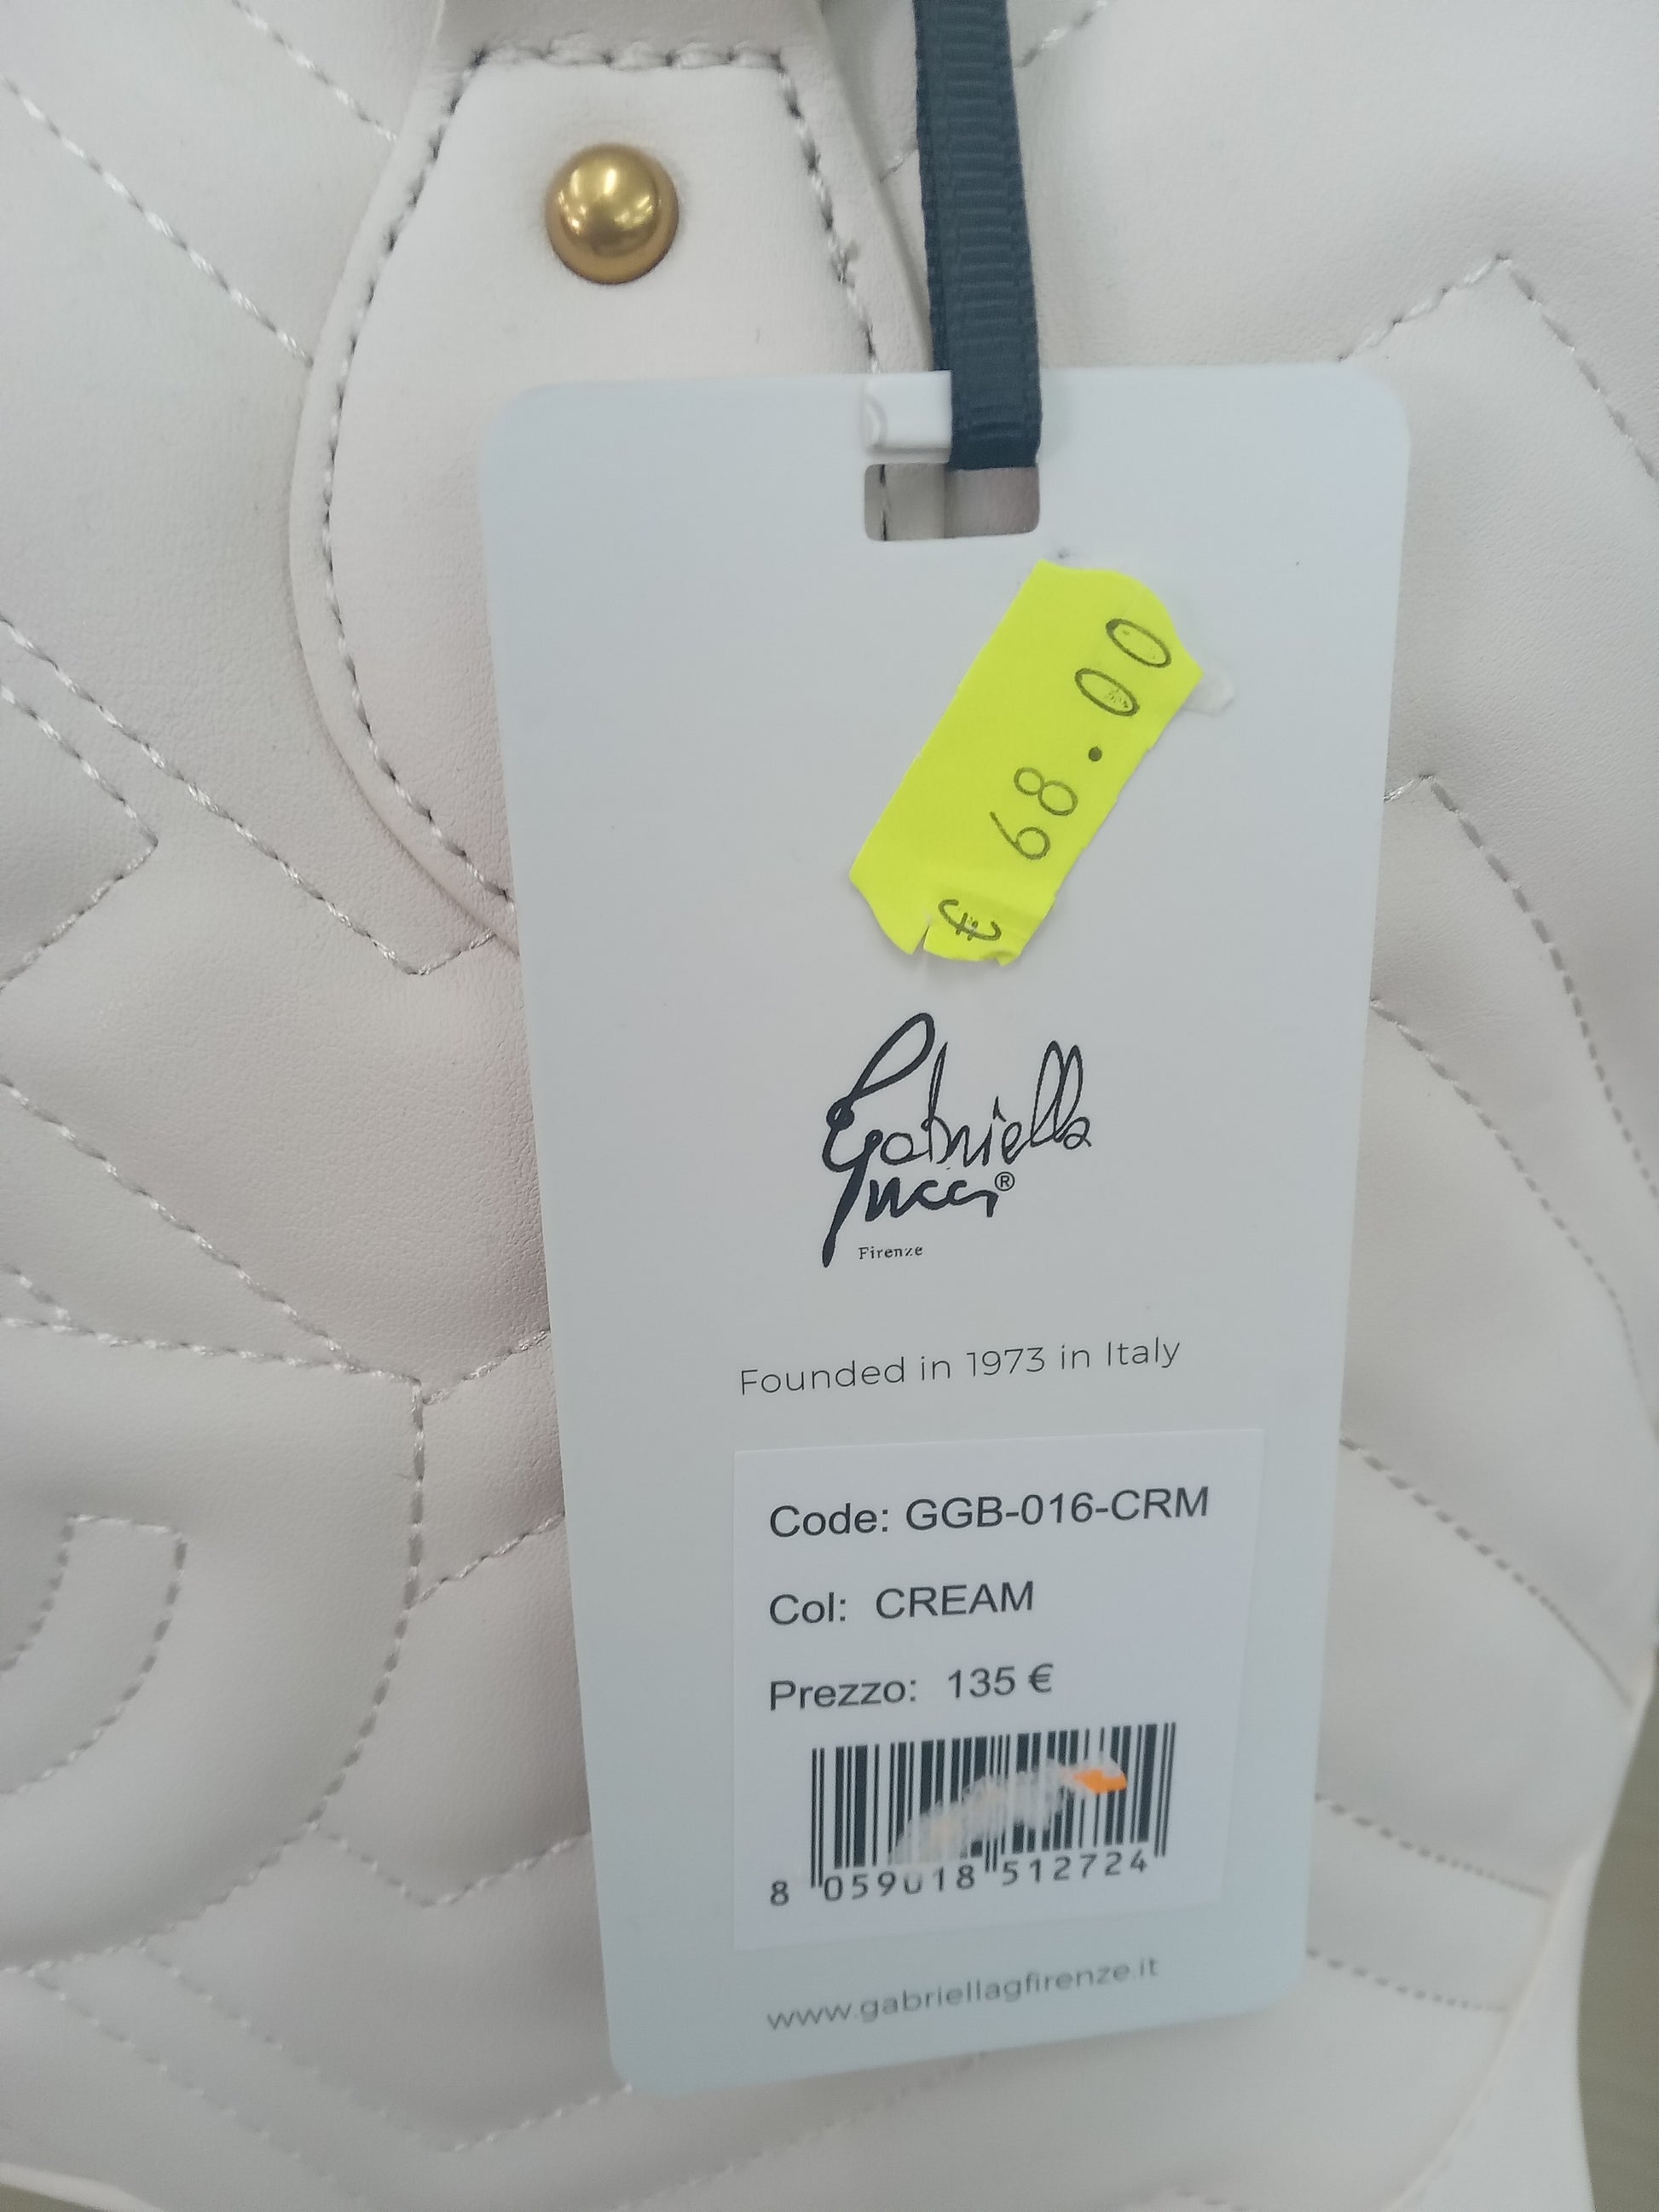 € 68.00
Gabriella
Gucci®
Firenze
Founded in 1973 in Italy
Code: GGB-016-CRM
Col: CREAM
Prezzo: 135 €
8 059018 512724
www.gabriellagfirenze.it